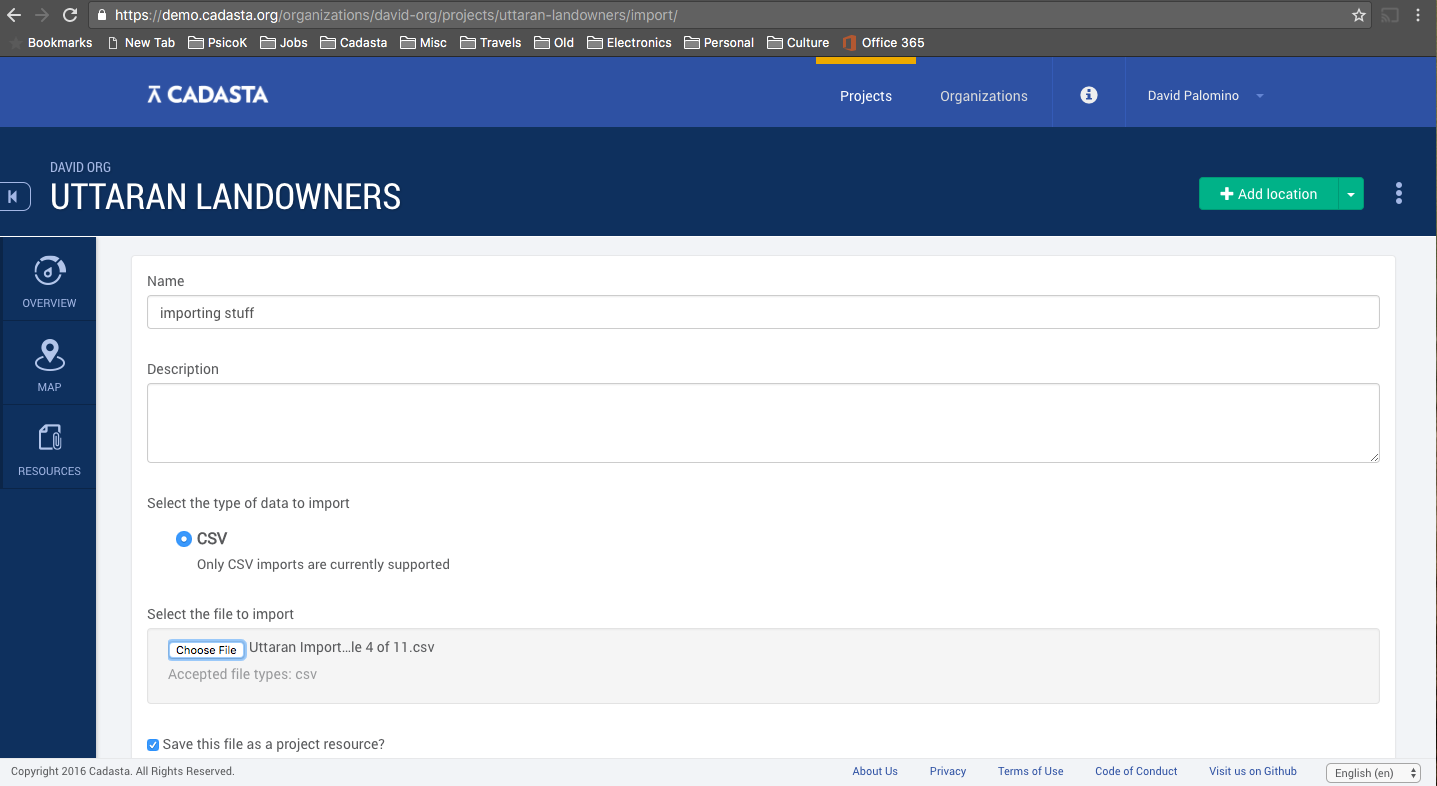 https://demo.cadasta.org/organizations/david-org/projects/uttaran-landowners/import/
Bookmarks New Tab PsicoK Jobs Cadasta Misc Travels Old Electronics Personal Culture Office 365
CADASTA
Projects Organizations David Palomino
DAVID ORG
UTTARAN LANDOWNERS
Add location
OVERVIEW
MAP
RESOURCES
Name
importing stuff
Description
Select the type of data to import
CSV
Only CSV imports are currently supported
Select the file to import
Choose File Uttaran Import...le 4 of 11.csv
Accepted file types: csv
Save this file as a project resource?
Copyright 2016 Cadasta. All Rights Reserved. About Us Privacy Terms of Use Code of Conduct Visit us on Github English (en)